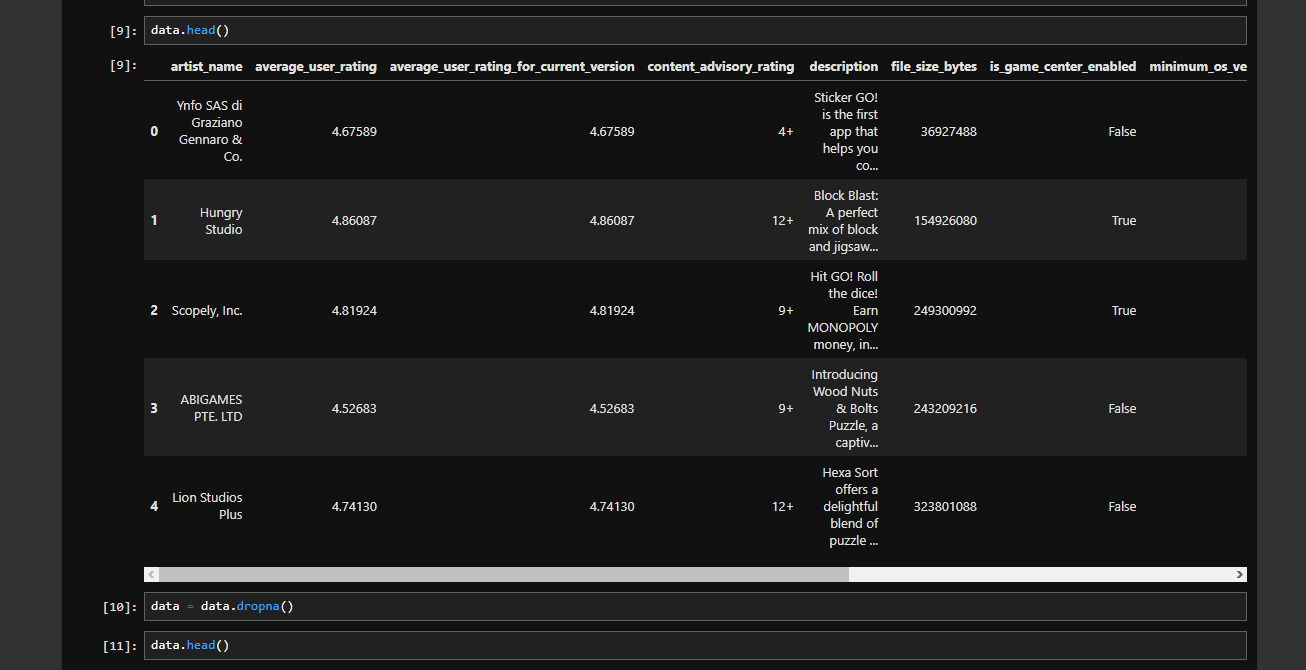 [9]: data.head()
[9]: artist_name average_user_rating average_user_rating_for_current_version content_advisory_rating description file_size_bytes is_game_center_enabled minimum_os_ve
0
Ynfo SAS di
Graziano
Gennaro &
Co.
4.67589 4.67589 4+
Sticker GO!
is the first
app that
helps you
co...
36927488 False
1
Hungry
Studio
4.86087 4.86087 12+
Block Blast:
A perfect
mix of block
and jigsaw...
154926080 True
2 Scopely, Inc. 4.81924 4.81924 9+
Hit GO! Roll
the dice!
Earn
MONOPOLY
money, in...
249300992 True
3
ABIGAMES
PTE. LTD
4.52683 4.52683 9+
Introducing
Wood Nuts
& Bolts
Puzzle, a
captiv...
243209216 False
4
Lion Studios
Plus
4.74130 4.74130 12+
Hexa Sort
offers a
delightful
blend of
puzzle ...
323801088 False
[10]: data = data.dropna()
[11]: data.head()